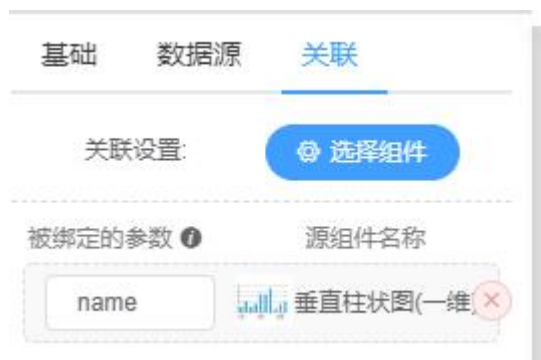 基础 数据源 关联
关联设置: 选择组件
被绑定的参数 源组件名称
name 垂直柱状图(一维)